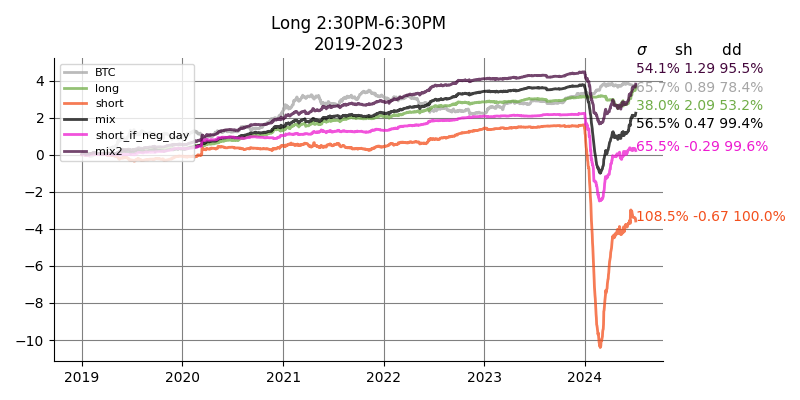 Long 2:30PM-6:30PM
2019-2023
σ sh dd
54.1% 1.29 95.5%
65.7% 0.89 78.4%
38.0% 2.09 53.2%
56.5% 0.47 99.4%
65.5% -0.29 99.6%
108.5% -0.67 100.0%
BTC
long
short
mix
short_if_neg_day
mix2
4
2
0
−2
−4
−6
−8
−10
2019 2020 2021 2022 2023 2024